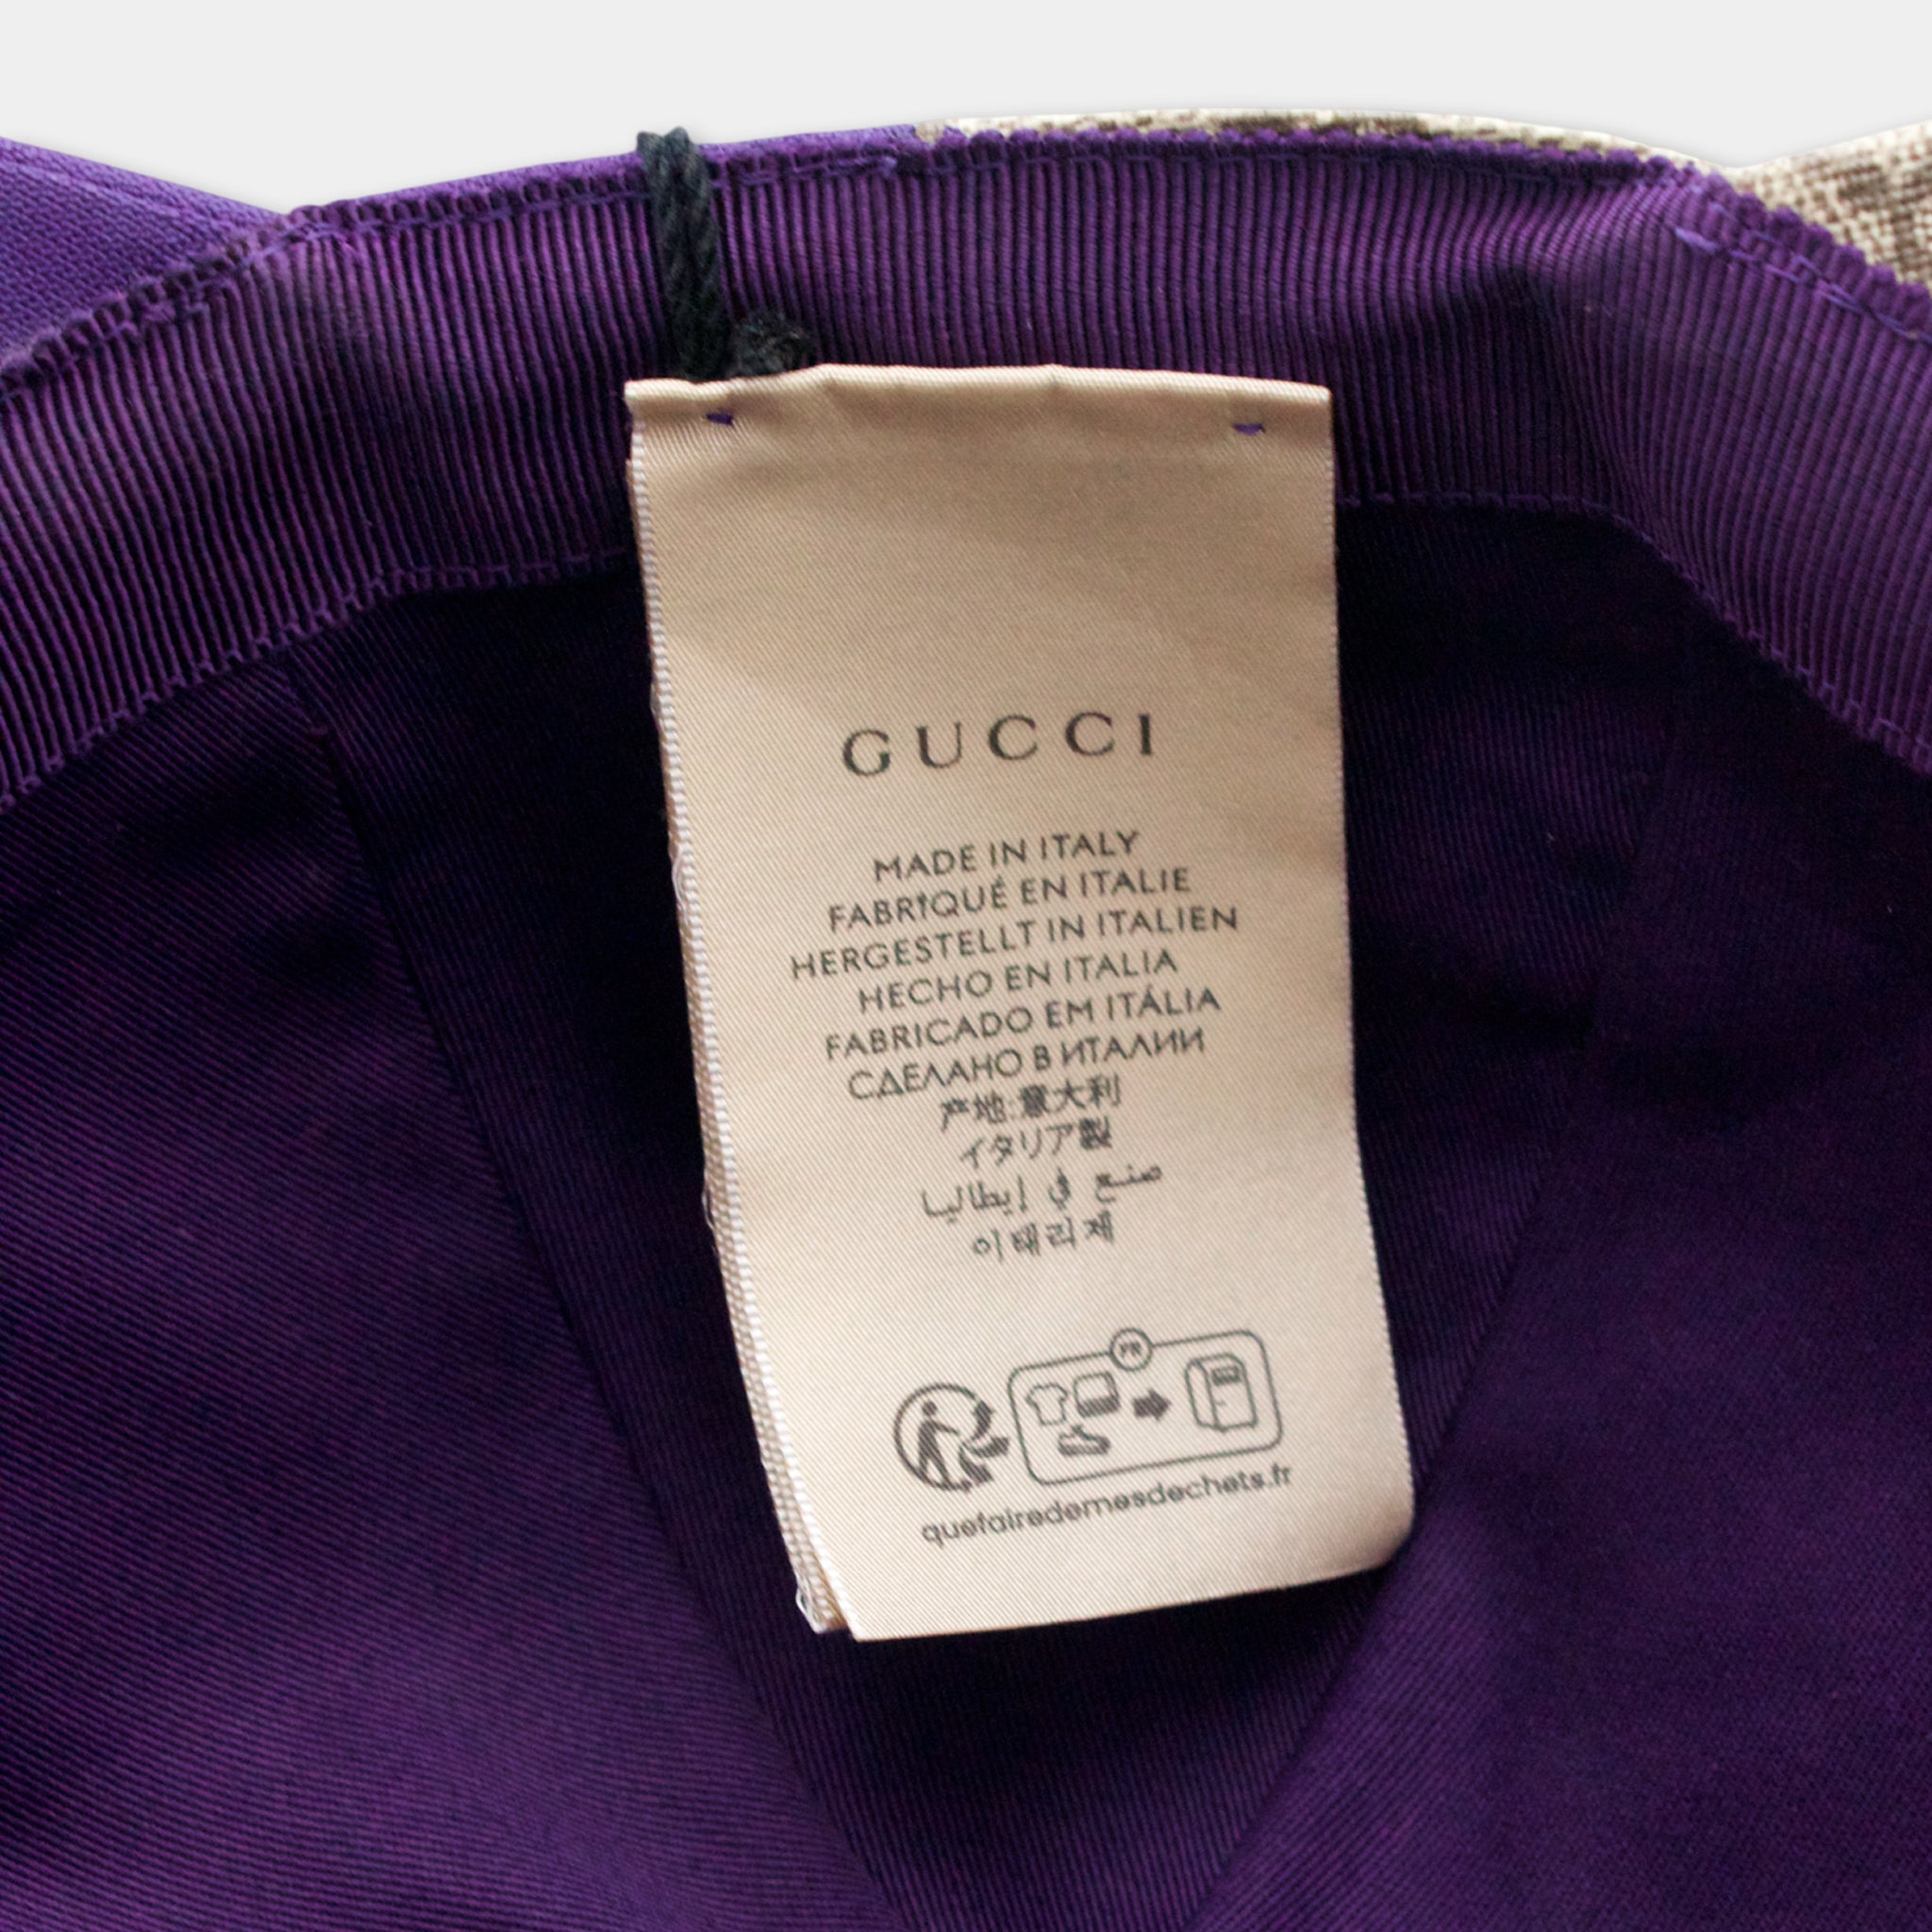 GUCCI
MADE IN ITALY
FABRIQUÉ EN ITALIE
HERGESTELLT IN ITALIEN
HECHO EN ITALIA
FABRICADO EM ITÁLIA
СДЕЛАНО В ИТАЛИИ
产地:意大利
イタリア製
صنع في إيطاليا
이태리제
FR
quefairedemesdechets.fr